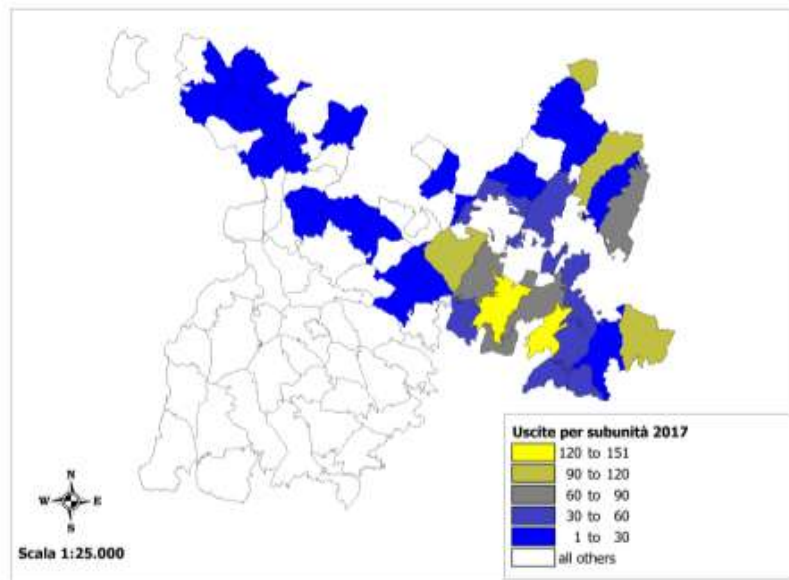 Uscite per subunità 2017
120 to 151
90 to 120
60 to 90
30 to 60
1 to 30
all others
N
W E
S
Scala 1:25.000